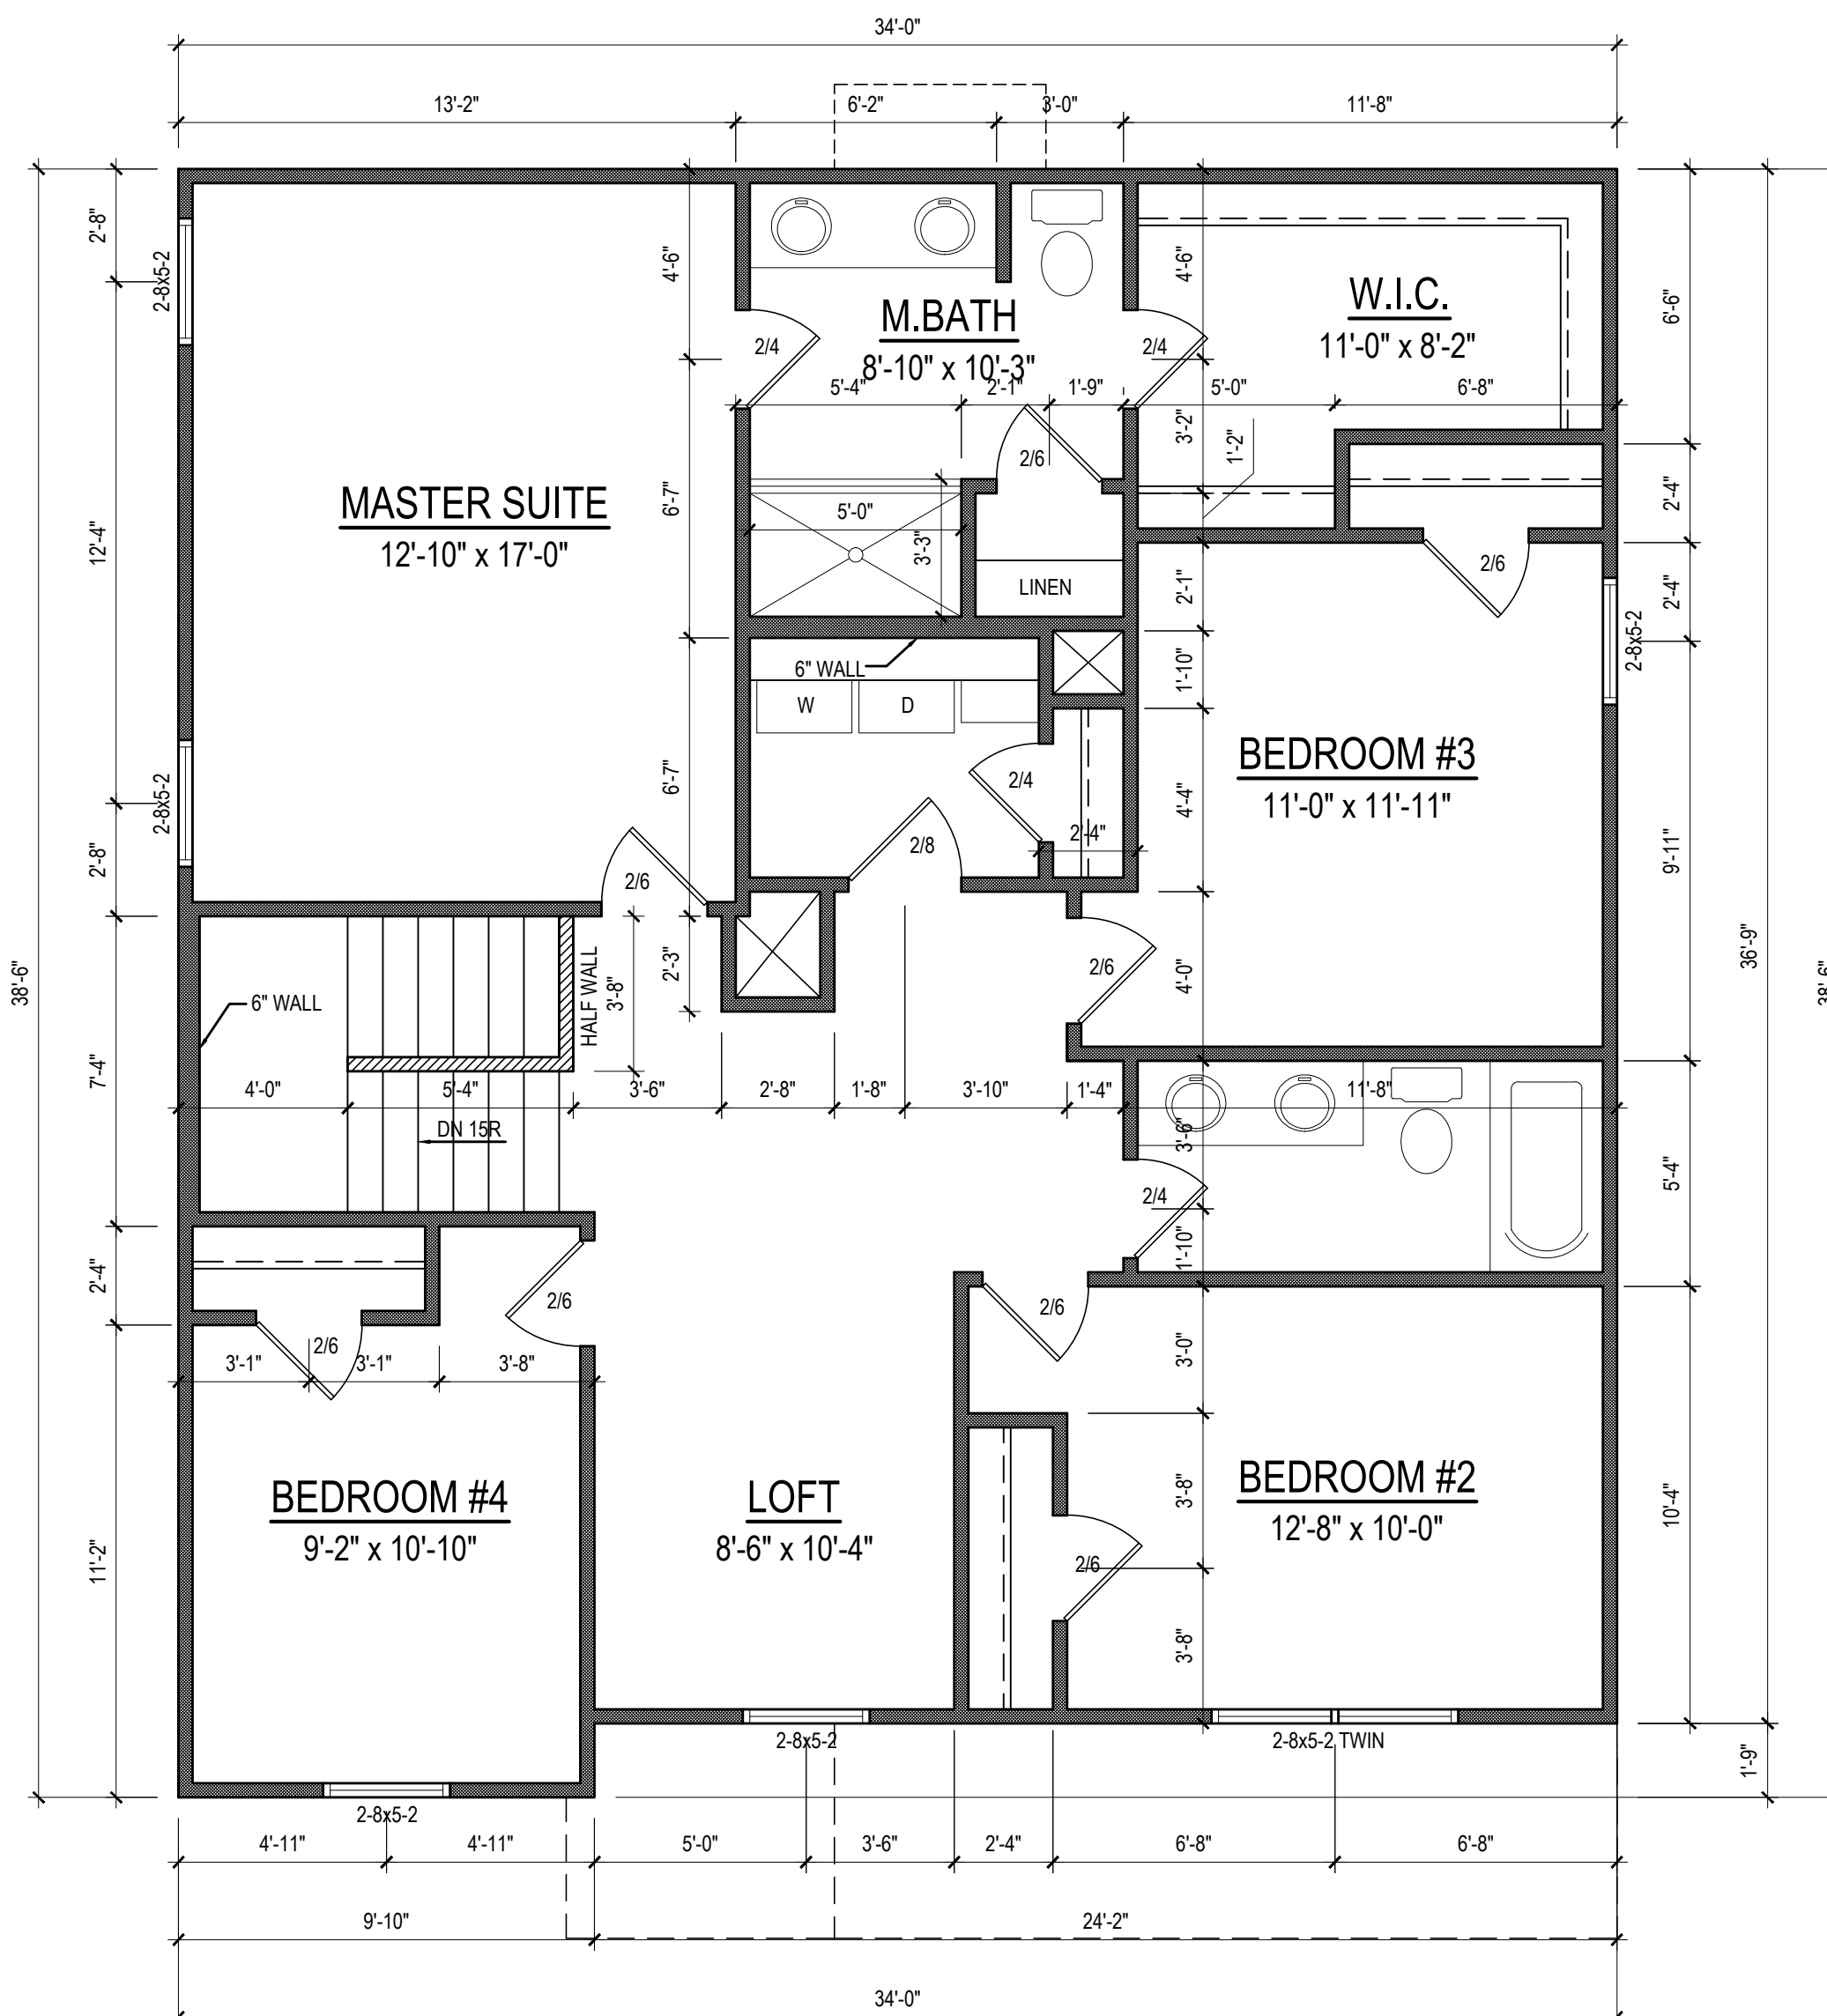 34'-0"
13'-2" 6'-2" 3'-0" 11'-8"
2'-8"
2-8x5-2
4'-6"
4'-6"
6'-6"
M.BATH
8'-10" x 10'-3"
W.I.C.
11'-0" x 8'-2"
2/4
2/4
5'-4" 2'-1" 1'-9" 5'-0" 6'-8"
3'-2"
1'-2"
2/6
MASTER SUITE
12'-10" x 17'-0"
12'-4"
6'-7"
5'-0"
3'-3"
LINEN
2'-4"
2/6
2'-1"
2'-4"
2-8x5-2
6" WALL
1'-10"
W D
2/4
BEDROOM #3
11'-0" x 11'-11"
2-8x5-2
6'-7"
4'-4"
2'-4"
2/8
2'-8"
2/6
9'-11"
38'-6"
36'-9"
38'-6"
6" WALL
HALF WALL
3'-8"
2'-3"
2/6
4'-0"
7'-4"
4'-0" 5'-4" 3'-6" 2'-8" 1'-8" 3'-10" 1'-4" 11'-8"
DN 15R
3'-6"
5'-4"
2/4
1'-10"
2'-4"
2/6
2/6
2/6
3'-1" 3'-1" 3'-8"
3'-0"
BEDROOM #4
9'-2" x 10'-10"
LOFT
8'-6" x 10'-4"
BEDROOM #2
12'-8" x 10'-0"
3'-8"
10'-4"
11'-2"
2/6
3'-8"
2-8x5-2
2-8x5-2 TWIN
1'-9"
2-8x5-2
4'-11" 4'-11" 5'-0" 3'-6" 2'-4" 6'-8" 6'-8"
9'-10" 24'-2"
34'-0"